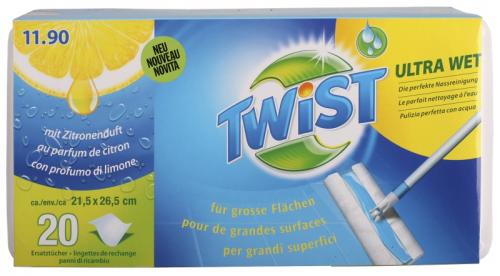 11.90
NEU
NOUVEAU
NOVITA
mit Zitronenduft
au parfum de citron
con profumo di limone
ca./env./ca 21,5 x 26,5 cm
20
Ersatztücher • lingettes de rechange
panni di ricambio
TWiST
ULTRA WET
Die perfekte Nassreinigung
Le parfait nettoyage à l'eau
Pulizia perfetta con acqua
für grosse Flächen
pour de grandes surfaces
per grandi superfici